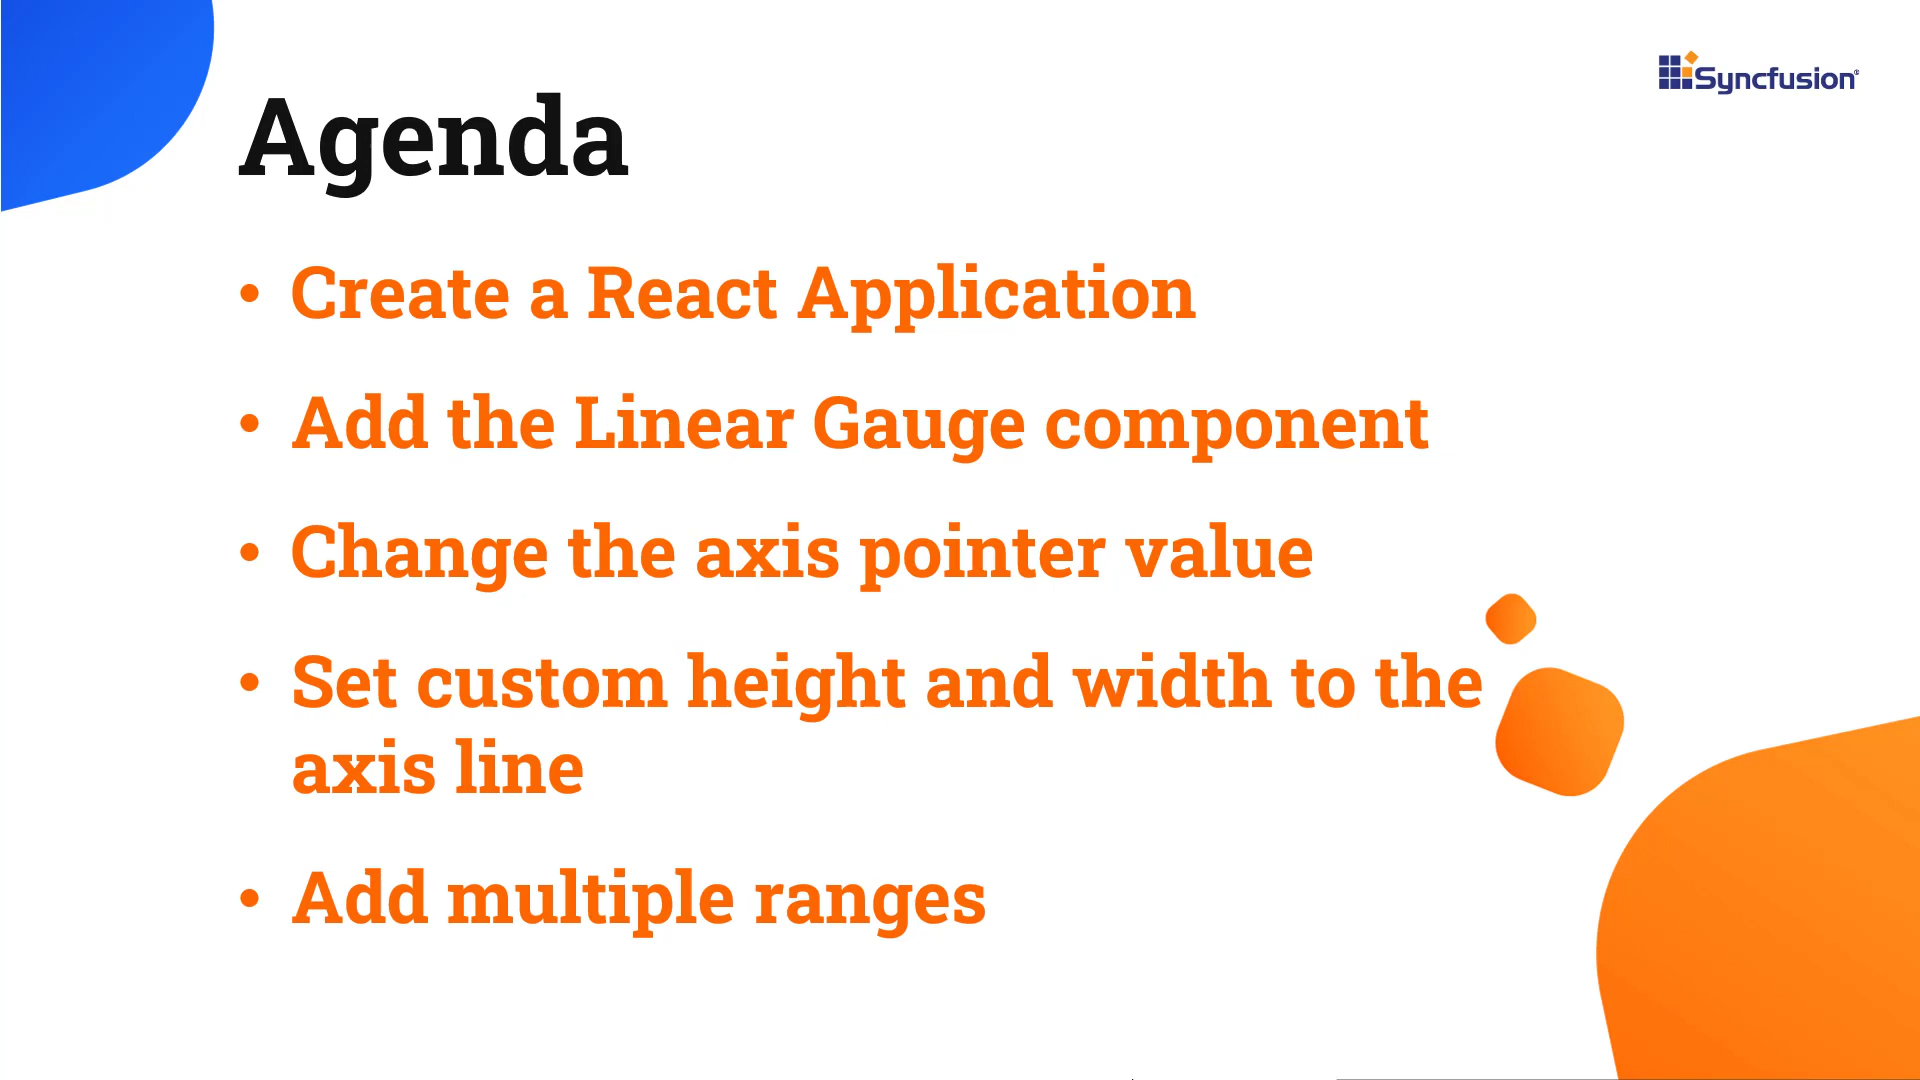 Syncfusion®
Agenda
• Create a React Application
• Add the Linear Gauge component
• Change the axis pointer value
• Set custom height and width to the
axis line
• Add multiple ranges